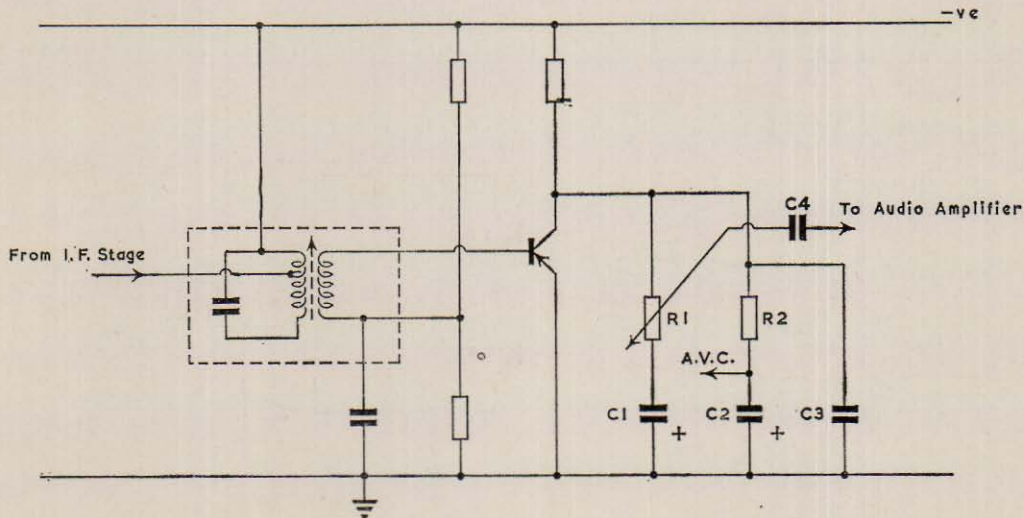 -ve
C4
To Audio Amplifier
From I.F. Stage
R1
R2
A.V.C.
C1
+
C2
+
C3